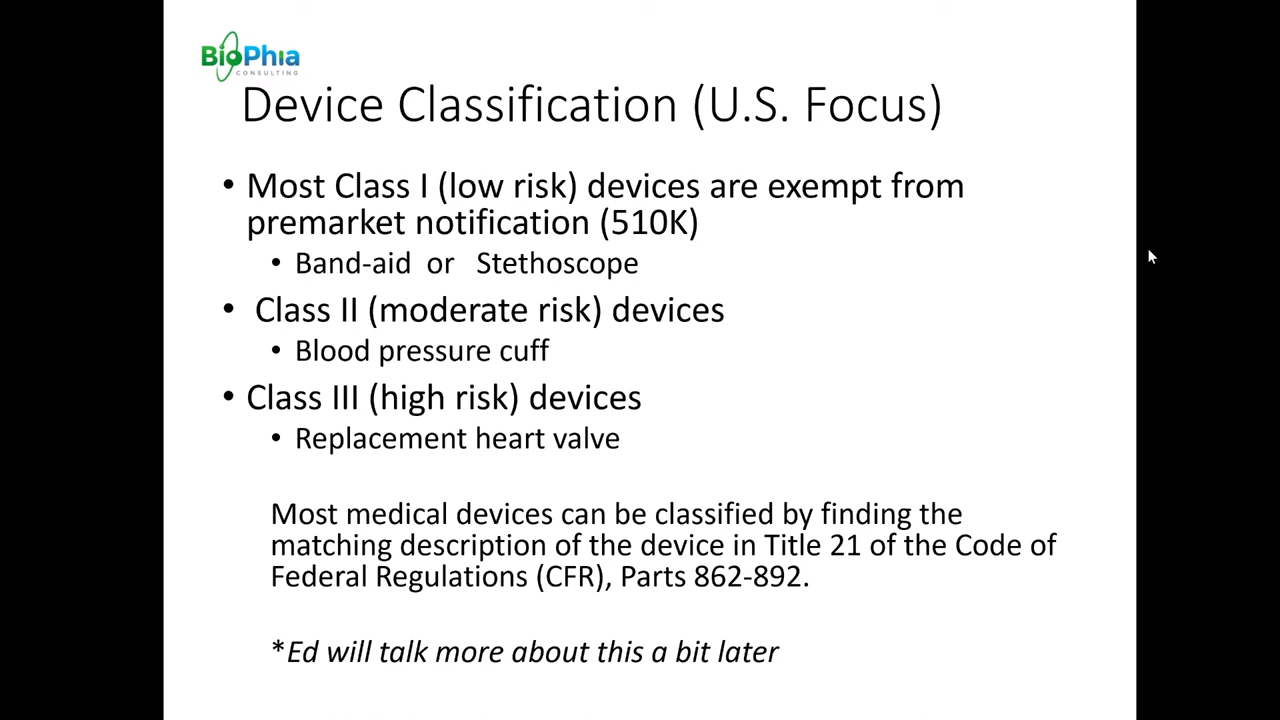 BioPhia
CONSULTING
Device Classification (U.S. Focus)
• Most Class I (low risk) devices are exempt from
premarket notification (510K)
• Band-aid or Stethoscope
• Class II (moderate risk) devices
• Blood pressure cuff
• Class III (high risk) devices
• Replacement heart valve
Most medical devices can be classified by finding the
matching description of the device in Title 21 of the Code of
Federal Regulations (CFR), Parts 862-892.
*Ed will talk more about this a bit later